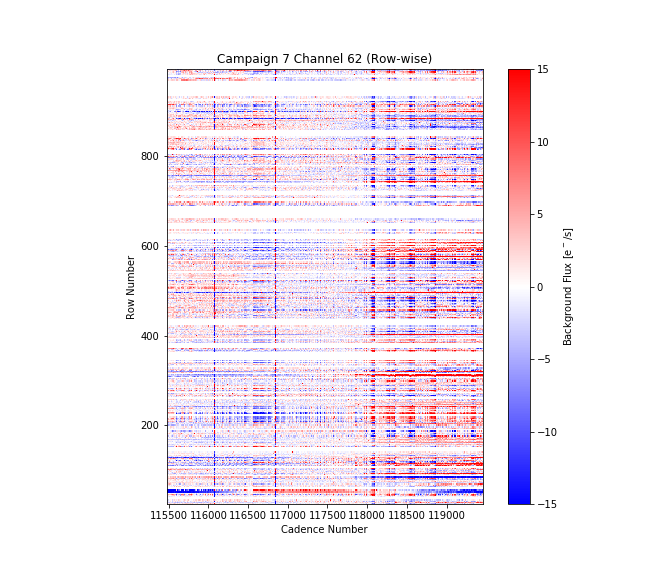 Campaign 7 Channel 62 (Row-wise)
Row Number
800
600
400
200
115500 116000 116500 117000 117500 118000 118500 119000
Cadence Number
15
10
5
0
−5
−10
−15
Background Flux [e⁻/s]